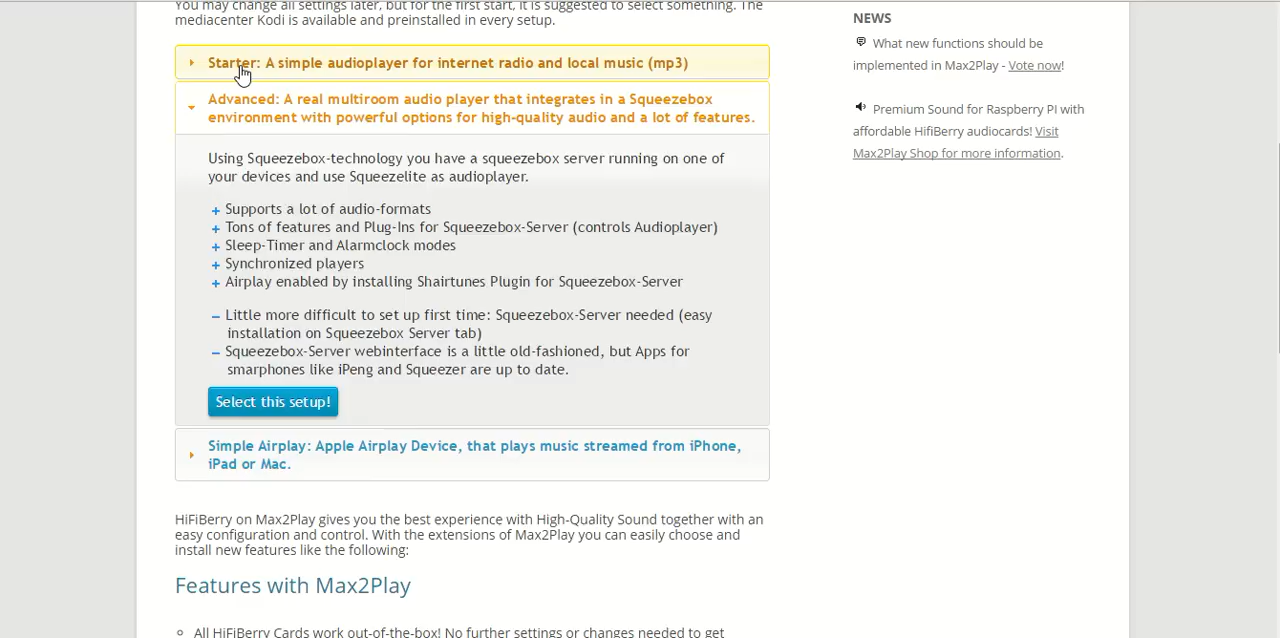 You may change all settings later, but for the first start, it is suggested to select something. The
mediacenter Kodi is available and preinstalled in every setup.
Starter: A simple audioplayer for internet radio and local music (mp3)
Advanced: A real multiroom audio player that integrates in a Squeezebox
environment with powerful options for high-quality audio and a lot of features.
Using Squeezebox-technology you have a squeezebox server running on one of
your devices and use Squeezelite as audioplayer.
+ Supports a lot of audio-formats
+ Tons of features and Plug-Ins for Squeezebox-Server (controls Audioplayer)
+ Sleep-Timer and Alarmclock modes
+ Synchronized players
+ Airplay enabled by installing Shairtunes Plugin for Squeezebox-Server
– Little more difficult to set up first time: Squeezebox-Server needed (easy
installation on Squeezebox Server tab)
– Squeezebox-Server webinterface is a little old-fashioned, but Apps for
smarphones like iPeng and Squeezer are up to date.
Select this setup!
Simple Airplay: Apple Airplay Device, that plays music streamed from iPhone,
iPad or Mac.
HiFiBerry on Max2Play gives you the best experience with High-Quality Sound together with an
easy configuration and control. With the extensions of Max2Play you can easily choose and
install new features like the following:
Features with Max2Play
All HiFiBerry Cards work out-of-the-box! No further settings or changes needed to get
NEWS
What new functions should be
implemented in Max2Play - Vote now!
Premium Sound for Raspberry PI with
affordable HifiBerry audiocards! Visit
Max2Play Shop for more information.